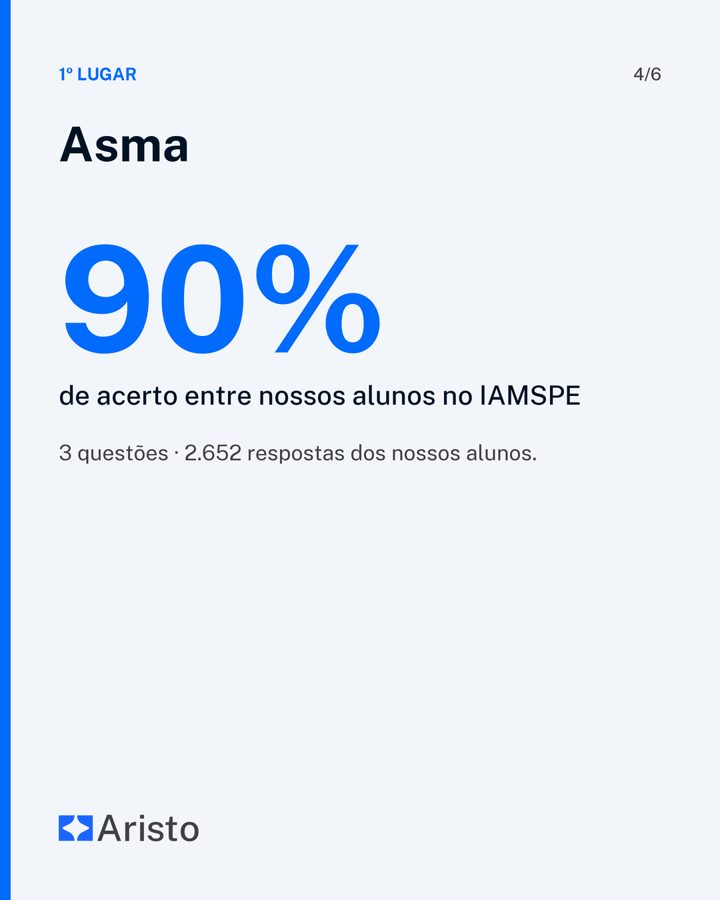 1º LUGAR
4/6
Asma
90%
de acerto entre nossos alunos no IAMSPE
3 questões · 2.652 respostas dos nossos alunos.
Aristo